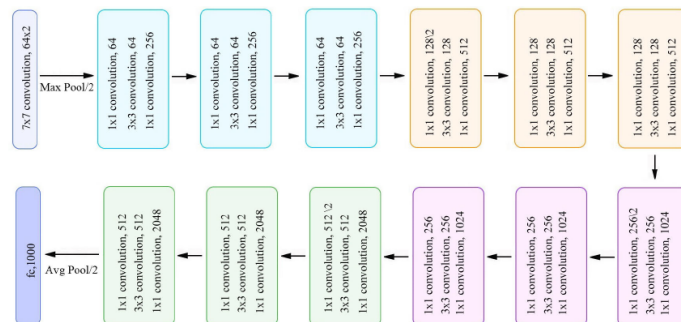 7x7 convolution, 64x2
Max Pool/2
1x1 convolution, 64
3x3 convolution, 64
1x1 convolution, 256
1x1 convolution, 64
3x3 convolution, 64
1x1 convolution, 256
1x1 convolution, 64
3x3 convolution, 64
1x1 convolution, 256
1x1 convolution, 128\2
3x3 convolution, 128
1x1 convolution, 512
1x1 convolution, 128
3x3 convolution, 128
1x1 convolution, 512
1x1 convolution, 128
3x3 convolution, 128
1x1 convolution, 512
1x1 convolution, 256\2
3x3 convolution, 256
1x1 convolution, 1024
1x1 convolution, 256
3x3 convolution, 256
1x1 convolution, 1024
1x1 convolution, 256
3x3 convolution, 256
1x1 convolution, 1024
1x1 convolution, 512 \2
3x3 convolution, 512
1x1 convolution, 2048
1x1 convolution, 512
3x3 convolution, 512
1x1 convolution, 2048
1x1 convolution, 512
3x3 convolution, 512
1x1 convolution, 2048
Avg Pool/2
fc,1000